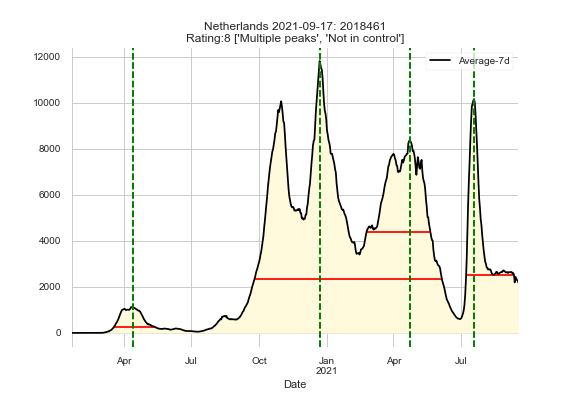 Netherlands 2021-09-17: 2018461
Rating:8 ['Multiple peaks', 'Not in control']
Average-7d
12000
10000
8000
6000
4000
2000
0
Apr
Jul
Oct
Jan
2021
Apr
Jul
Date